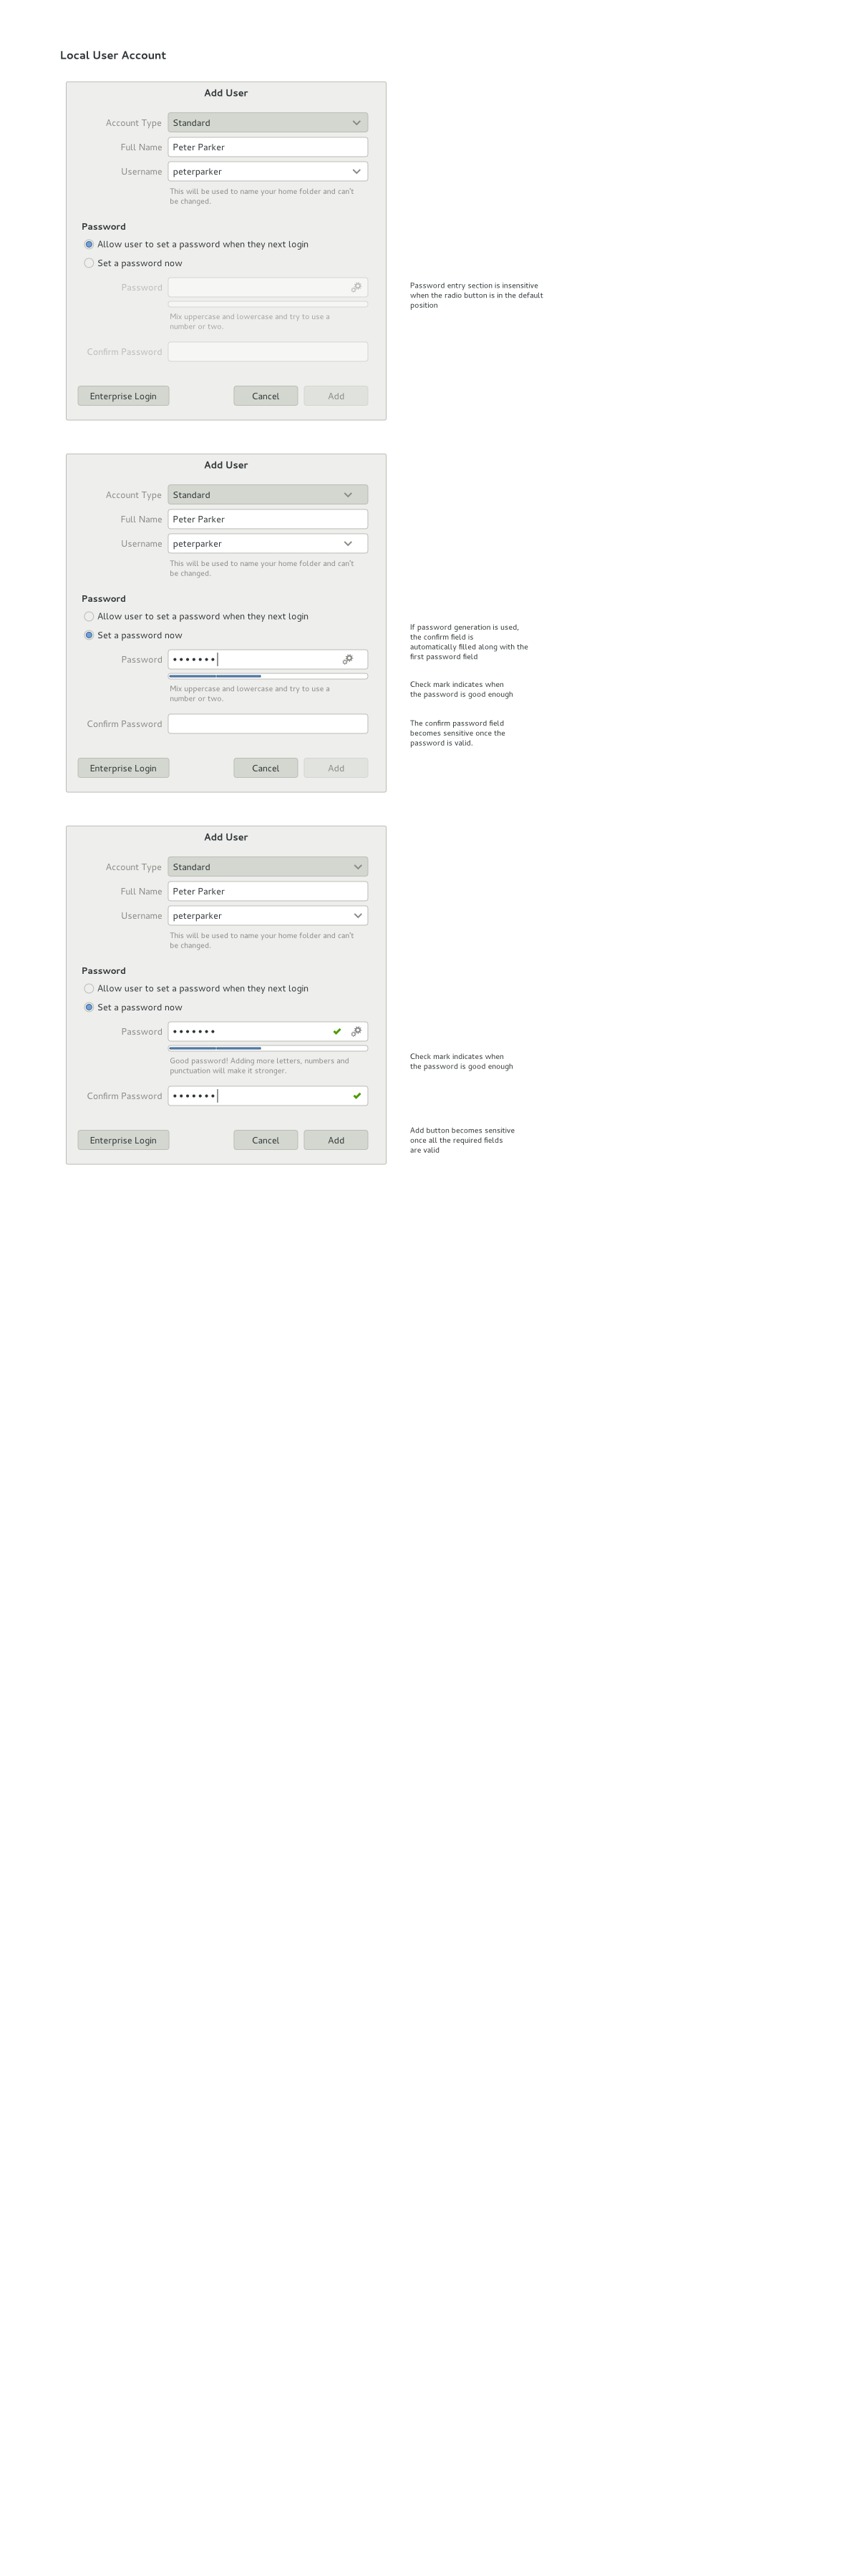 Local User Account
Add User
Account Type Standard
Full Name Peter Parker
Username peterparker
This will be used to name your home folder and can't
be changed.
Password
Allow user to set a password when they next login
Set a password now
Password
Mix uppercase and lowercase and try to use a
number or two.
Confirm Password
Enterprise Login Cancel Add
Password entry section is insensitive
when the radio button is in the default
position
Add User
Account Type Standard
Full Name Peter Parker
Username peterparker
This will be used to name your home folder and can't
be changed.
Password
Allow user to set a password when they next login
Set a password now
Password •••••••
Mix uppercase and lowercase and try to use a
number or two.
Confirm Password
Enterprise Login Cancel Add
If password generation is used,
the confirm field is
automatically filled along with the
first password field
Check mark indicates when
the password is good enough
The confirm password field
becomes sensitive once the
password is valid.
Add User
Account Type Standard
Full Name Peter Parker
Username peterparker
This will be used to name your home folder and can't
be changed.
Password
Allow user to set a password when they next login
Set a password now
Password •••••••
Good password! Adding more letters, numbers and
punctuation will make it stronger.
Confirm Password •••••••
Enterprise Login Cancel Add
Check mark indicates when
the password is good enough
Add button becomes sensitive
once all the required fields
are valid